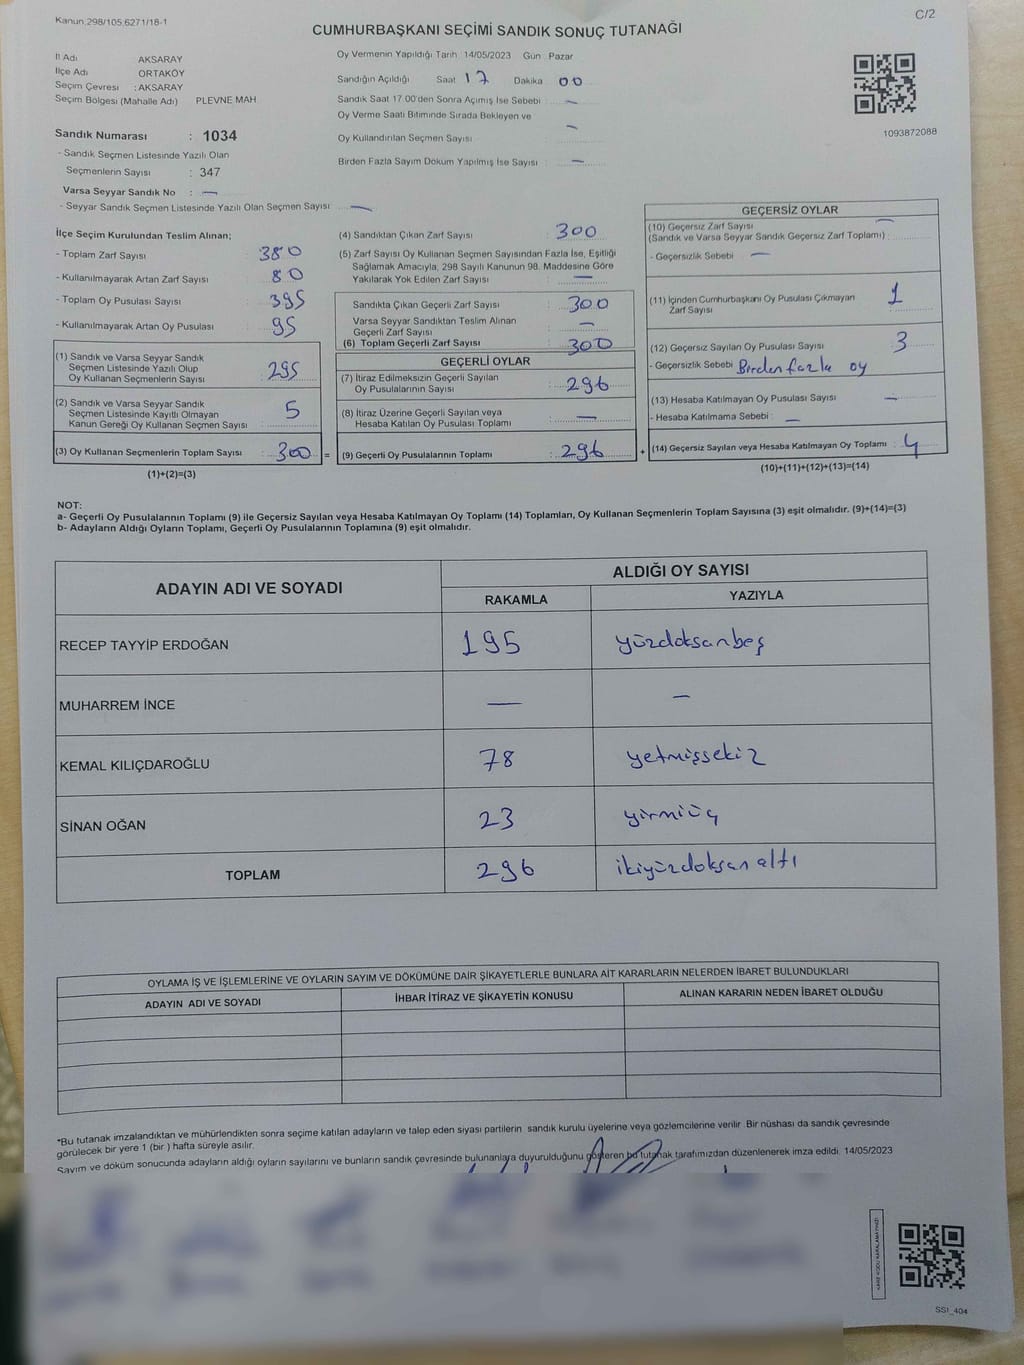 Kanun;298/105,6271/18-1
C/2
CUMHURBAŞKANI SEÇİMİ SANDIK SONUÇ TUTANAĞI
İl Adı AKSARAY
İlçe Adı ORTAKÖY
Seçim Çevresi : AKSARAY
Seçim Bölgesi (Mahalle Adı) PLEVNE MAH
Oy Vermenin Yapıldığı Tarih 14/05/2023 Gün Pazar
Sandığın Açıldığı Saat 17 Dakika 00
Sandık Saat 17.00'den Sonra Açmış İse Sebebi : —
Oy Verme Saati Bitiminde Sırada Bekleyen ve
Oy Kullandırılan Seçmen Sayısı —
Birden Fazla Sayım Döküm Yapılmış İse Sayısı : —
1093872088
Sandık Numarası : 1034
- Sandık Seçmen Listesinde Yazılı Olan
Seçmenlerin Sayısı : 347
Varsa Seyyar Sandık No : —
- Seyyar Sandık Seçmen Listesinde Yazılı Olan Seçmen Sayısı —
İlçe Seçim Kurulundan Teslim Alınan;
- Toplam Zarf Sayısı : 380
- Kullanılmayarak Artan Zarf Sayısı : 80
- Toplam Oy Pusulası Sayısı : 395
- Kullanılmayarak Artan Oy Pusulası : 95
(1) Sandık ve Varsa Seyyar Sandık
Seçmen Listesinde Yazılı Olup
Oy Kullanan Seçmenlerin Sayısı : 295
(2) Sandık ve Varsa Seyyar Sandık
Seçmen Listesinde Kayıtlı Olmayan
Kanun Gereği Oy Kullanan Seçmen Sayısı : 5
(3) Oy Kullanan Seçmenlerin Toplam Sayısı : 300 =
(1)+(2)=(3)
(4) Sandıktan Çıkan Zarf Sayısı : 300
(5) Zarf Sayısı Oy Kullanan Seçmen Sayısından Fazla İse, Eşitliği
Sağlamak Amacıyla, 298 Sayılı Kanunun 98. Maddesine Göre
Yakılarak Yok Edilen Zarf Sayısı : —
Sandıkta Çıkan Geçerli Zarf Sayısı : 300
Varsa Seyyar Sandıktan Teslim Alınan
Geçerli Zarf Sayısı : —
(6) Toplam Geçerli Zarf Sayısı : 300
GEÇERLİ OYLAR
(7) İtiraz Edilmeksizin Geçerli Sayılan
Oy Pusulalarının Sayısı : 296
(8) İtiraz Üzerine Geçerli Sayılan veya
Hesaba Katılan Oy Pusulası Toplamı : —
(9) Geçerli Oy Pusulalarının Toplamı : 296 +
GEÇERSİZ OYLAR
(10) Geçersiz Zarf Sayısı —
(Sandık ve Varsa Seyyar Sandık Geçersiz Zarf Toplamı) :
- Geçersizlik Sebebi : —
(11) İçinden Cumhurbaşkanı Oy Pusulası Çıkmayan
Zarf Sayısı 1
(12) Geçersiz Sayılan Oy Pusulası Sayısı 3
- Geçersizlik Sebebi : Birden fazla oy
(13) Hesaba Katılmayan Oy Pusulası Sayısı —
- Hesaba Katılmama Sebebi : —
(14) Geçersiz Sayılan veya Hesaba Katılmayan Oy Toplamı : 4
(10)+(11)+(12)+(13)=(14)
NOT:
a- Geçerli Oy Pusulalarının Toplamı (9) ile Geçersiz Sayılan veya Hesaba Katılmayan Oy Toplamı (14) Toplamları, Oy Kullanan Seçmenlerin Toplam Sayısına (3) eşit olmalıdır. (9)+(14)=(3)
b- Adayların Aldığı Oyların Toplamı, Geçerli Oy Pusulalarının Toplamına (9) eşit olmalıdır.
ADAYIN ADI VE SOYADI ALDIĞI OY SAYISI
RAKAMLA YAZIYLA
RECEP TAYYİP ERDOĞAN 195 yüzdoksanbeş
MUHARREM İNCE — —
KEMAL KILIÇDAROĞLU 78 yetmişsekiz
SİNAN OĞAN 23 yirmiüç
TOPLAM 296 ikiyüzdoksanaltı
OYLAMA İŞ VE İŞLEMLERİNE VE OYLARIN SAYIM VE DÖKÜMÜNE DAİR ŞİKAYETLERLE BUNLARA AİT KARARLARIN NELERDEN İBARET BULUNDUKLARI
ADAYIN ADI VE SOYADI İHBAR İTİRAZ VE ŞİKAYETİN KONUSU ALINAN KARARIN NEDEN İBARET OLDUĞU
*Bu tutanak imzalandıktan ve mühürlendikten sonra seçime katılan adayların ve talep eden siyasi partilerin sandık kurulu üyelerine veya gözlemcilerine verilir. Bir nüshası da sandık çevresinde
görülecek bir yere 1 (bir ) hafta süreyle asılır.
Sayım ve döküm sonucunda adayların aldığı oyların sayılarını ve bunların sandık çevresinde bulunanlara duyurulduğunu gösteren bu tutanak tarafımızdan düzenlenerek imza edildi. 14/05/2023
KARE KODU KARALAMAYINIZ!
SSI_404